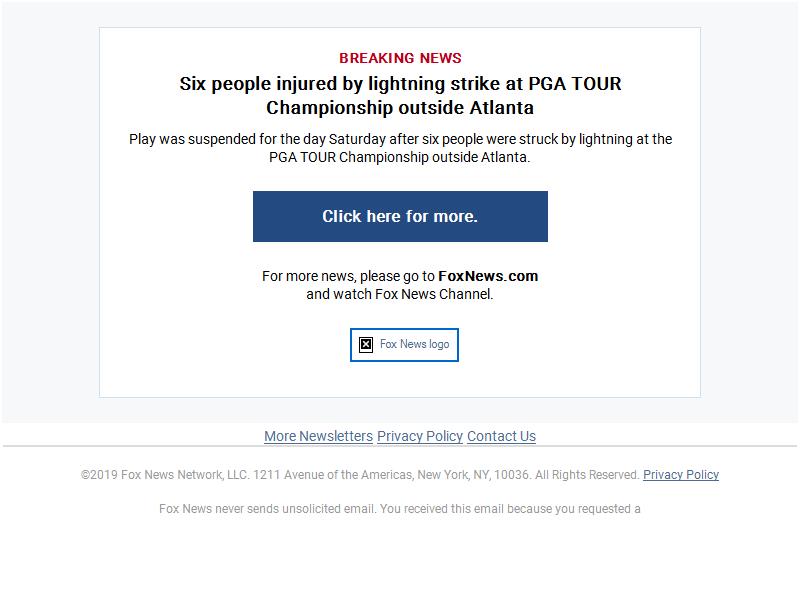 BREAKING NEWS
Six people injured by lightning strike at PGA TOUR
Championship outside Atlanta
Play was suspended for the day Saturday after six people were struck by lightning at the
PGA TOUR Championship outside Atlanta.
Click here for more.
For more news, please go to FoxNews.com
and watch Fox News Channel.
Fox News logo
More Newsletters Privacy Policy Contact Us
©2019 Fox News Network, LLC. 1211 Avenue of the Americas, New York, NY, 10036. All Rights Reserved. Privacy Policy
Fox News never sends unsolicited email. You received this email because you requested a